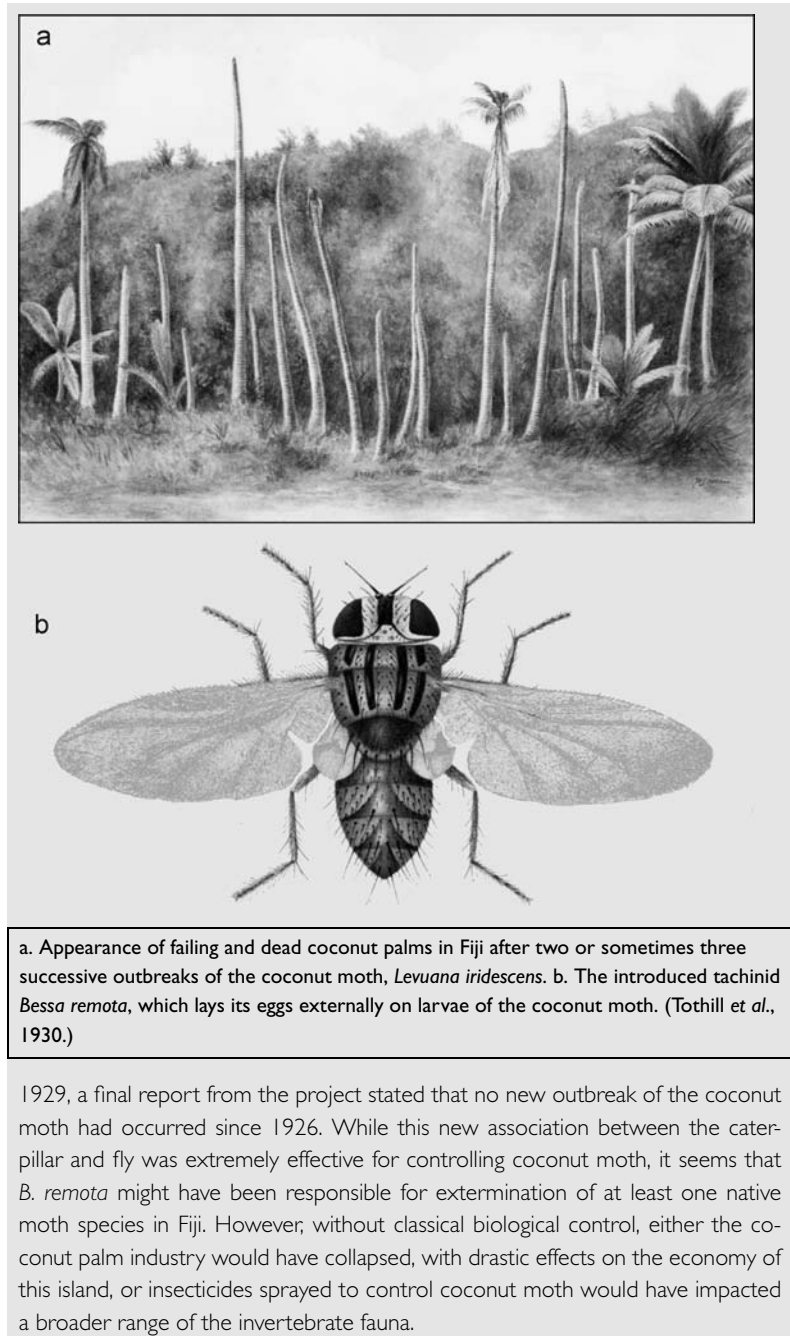 a
b
a. Appearance of failing and dead coconut palms in Fiji after two or sometimes three
successive outbreaks of the coconut moth, Levuana iridescens. b. The introduced tachinid
Bessa remota, which lays its eggs externally on larvae of the coconut moth. (Tothill et al.,
1930.)
1929, a final report from the project stated that no new outbreak of the coconut
moth had occurred since 1926. While this new association between the cater-
pillar and fly was extremely effective for controlling coconut moth, it seems that
B. remota might have been responsible for extermination of at least one native
moth species in Fiji. However, without classical biological control, either the co-
conut palm industry would have collapsed, with drastic effects on the economy of
this island, or insecticides sprayed to control coconut moth would have impacted
a broader range of the invertebrate fauna.